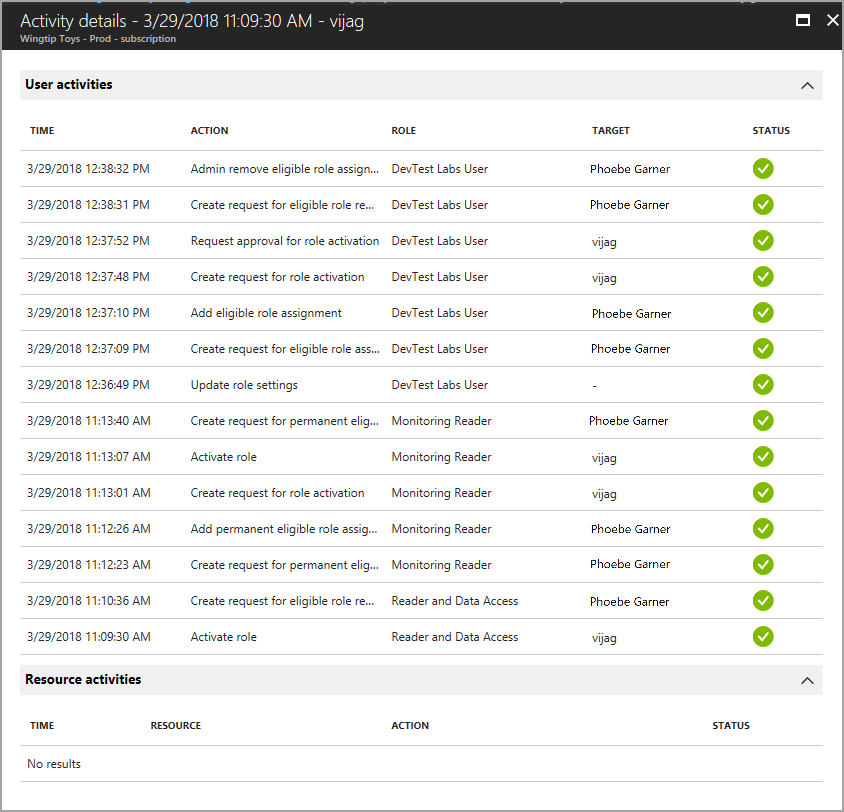 Activity details - 3/29/2018 11:09:30 AM - vijag
Wingtip Toys - Prod - subscription
User activities
TIME ACTION ROLE TARGET STATUS
3/29/2018 12:38:32 PM Admin remove eligible role assign... DevTest Labs User Phoebe Garner
3/29/2018 12:38:31 PM Create request for eligible role re... DevTest Labs User Phoebe Garner
3/29/2018 12:37:52 PM Request approval for role activation DevTest Labs User vijag
3/29/2018 12:37:48 PM Create request for role activation DevTest Labs User vijag
3/29/2018 12:37:10 PM Add eligible role assignment DevTest Labs User Phoebe Garner
3/29/2018 12:37:09 PM Create request for eligible role ass... DevTest Labs User Phoebe Garner
3/29/2018 12:36:49 PM Update role settings DevTest Labs User -
3/29/2018 11:13:40 AM Create request for permanent elig... Monitoring Reader Phoebe Garner
3/29/2018 11:13:07 AM Activate role Monitoring Reader vijag
3/29/2018 11:13:01 AM Create request for role activation Monitoring Reader vijag
3/29/2018 11:12:26 AM Add permanent eligible role assig... Monitoring Reader Phoebe Garner
3/29/2018 11:12:23 AM Create request for permanent elig... Monitoring Reader Phoebe Garner
3/29/2018 11:10:36 AM Create request for eligible role re... Reader and Data Access Phoebe Garner
3/29/2018 11:09:30 AM Activate role Reader and Data Access vijag
Resource activities
TIME RESOURCE ACTION STATUS
No results